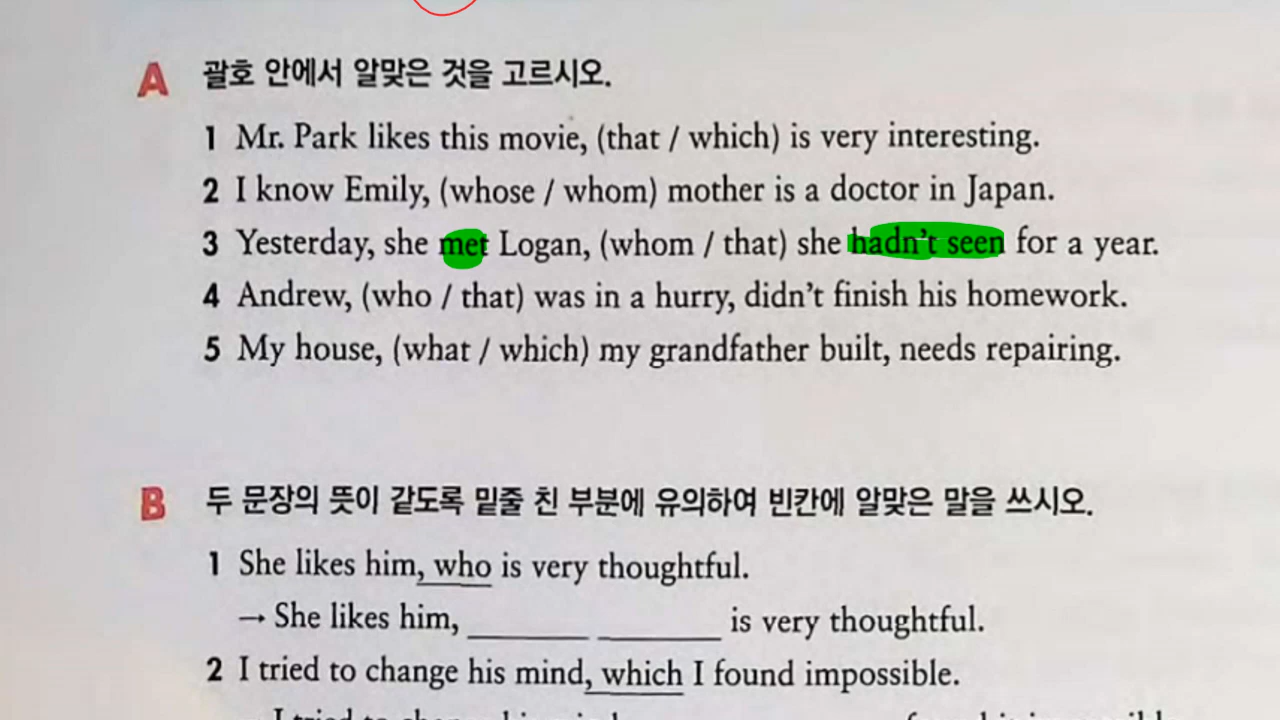 A 괄호 안에서 알맞은 것을 고르시오.
1 Mr. Park likes this movie, (that / which) is very interesting.
2 I know Emily, (whose / whom) mother is a doctor in Japan.
3 Yesterday, she met Logan, (whom / that) she hadn't seen for a year.
4 Andrew, (who / that) was in a hurry, didn't finish his homework.
5 My house, (what / which) my grandfather built, needs repairing.
B 두 문장의 뜻이 같도록 밑줄 친 부분에 유의하여 빈칸에 알맞은 말을 쓰시오.
1 She likes him, who is very thoughtful.
→ She likes him, ________ ________ is very thoughtful.
2 I tried to change his mind, which I found impossible.